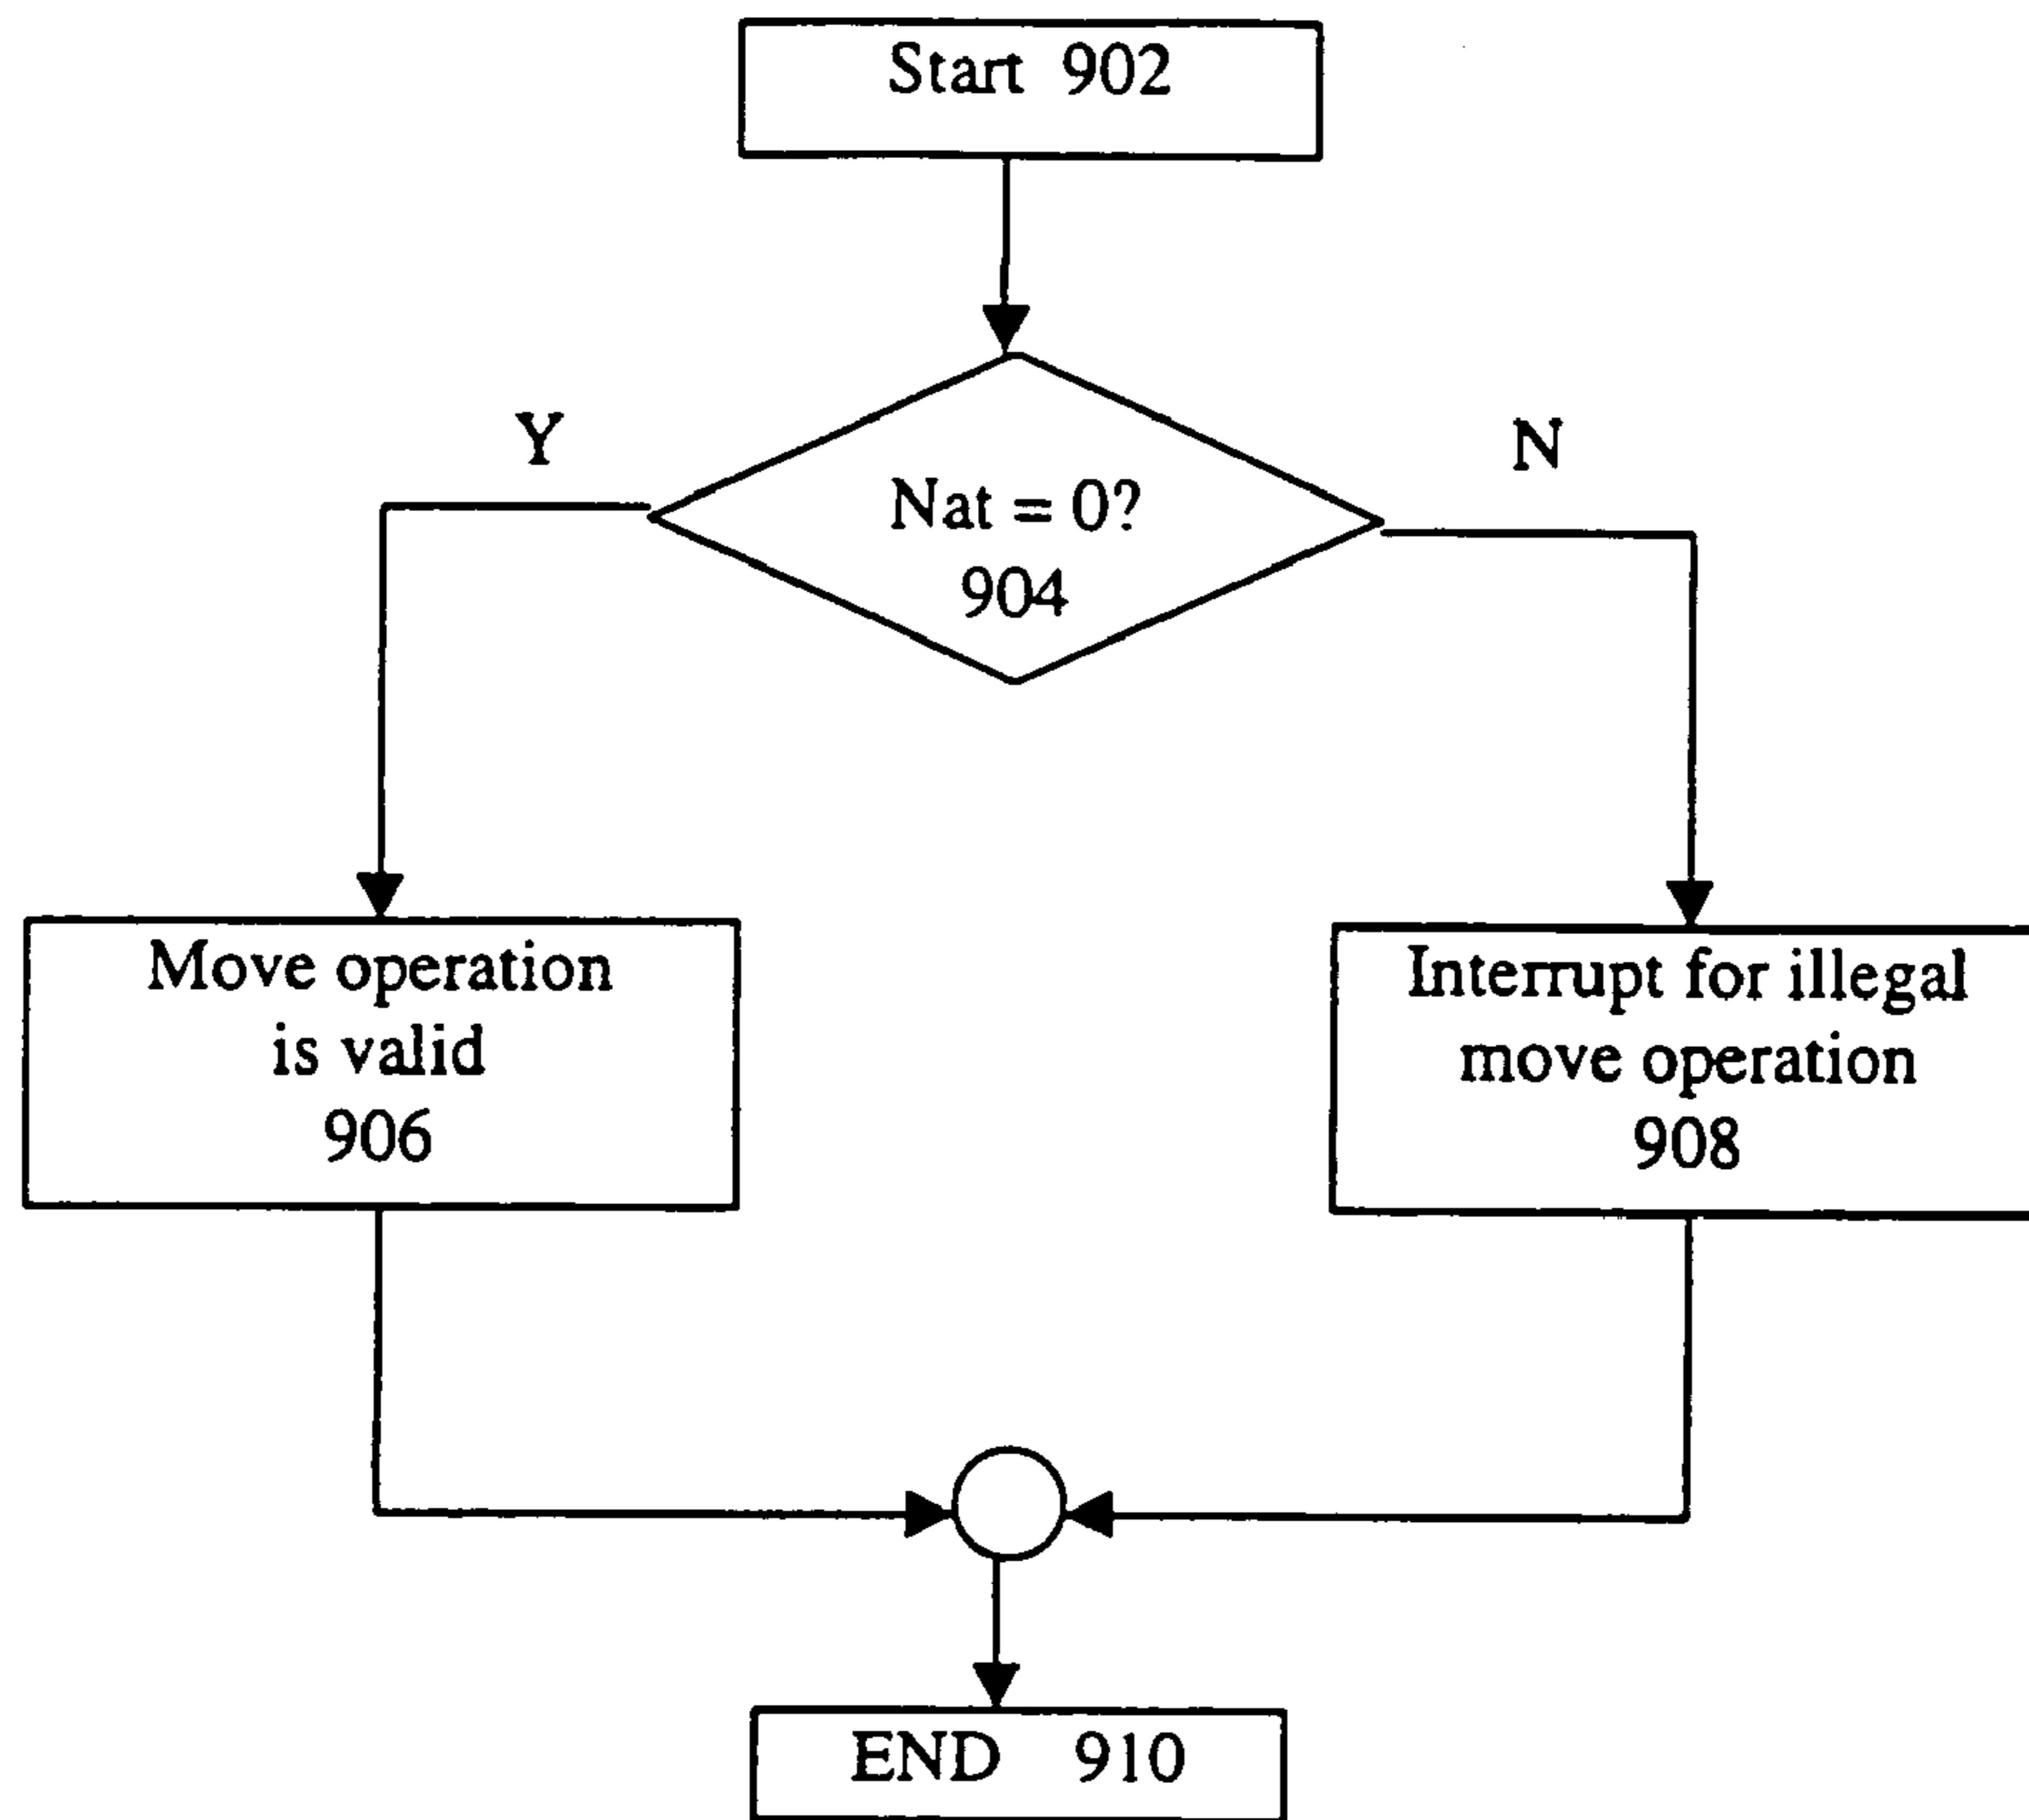 Start 902
Y
N
Nat = 0?
904
Move operation
is valid
906
Interrupt for illegal
move operation
908
END 910